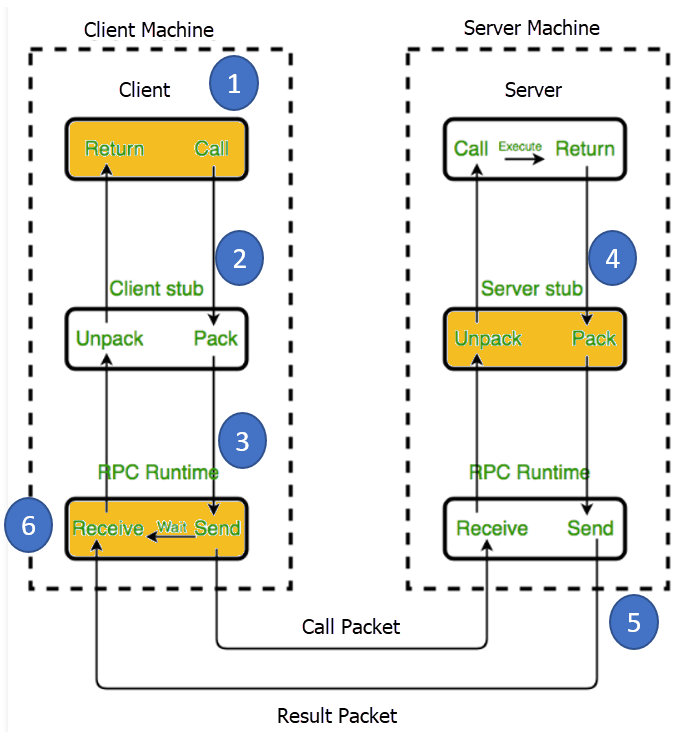 Client Machine
Server Machine
Client
1
Server
Return Call
Call Execute Return
2
4
Client stub
Server stub
Unpack Pack
Unpack Pack
3
RPC Runtime
RPC Runtime
6
Receive Wait Send
Receive Send
5
Call Packet
Result Packet